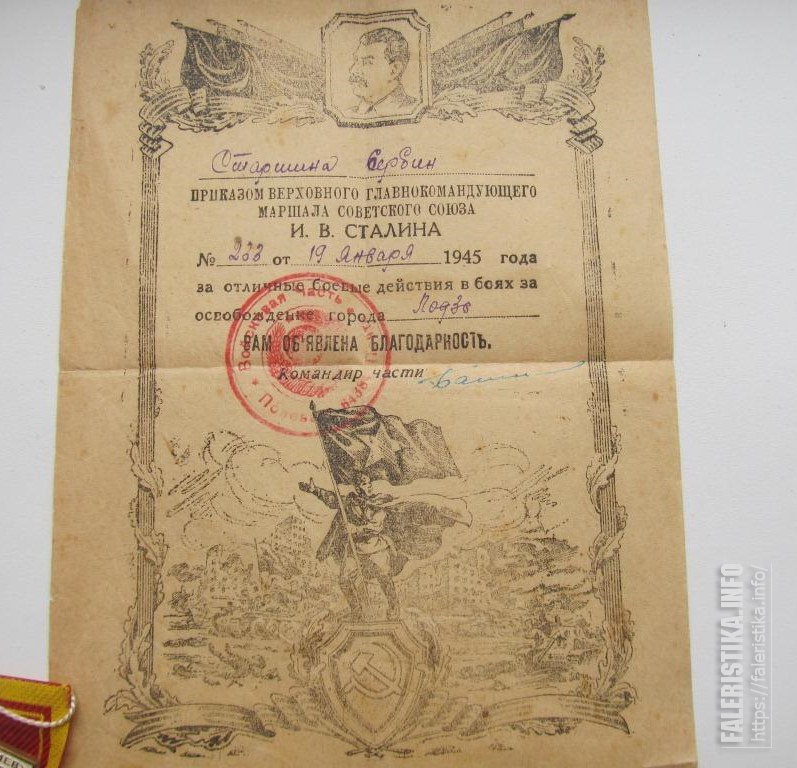 Старшина Сербин
ПРИКАЗОМ ВЕРХОВНОГО ГЛАВНОКОМАНДУЮЩЕГО
МАРШАЛА СОВЕТСКОГО СОЮЗА
И. В. СТАЛИНА
№ 233 от 19 Января 1945 года
за отличные боевые действия в боях за
освобождение города Лодзь
ВАМ ОБ'ЯВЛЕНА БЛАГОДАРНОСТЬ.
Командир части
Войсковая часть
FALERISTIKA.INFO
https://faleristika.info/